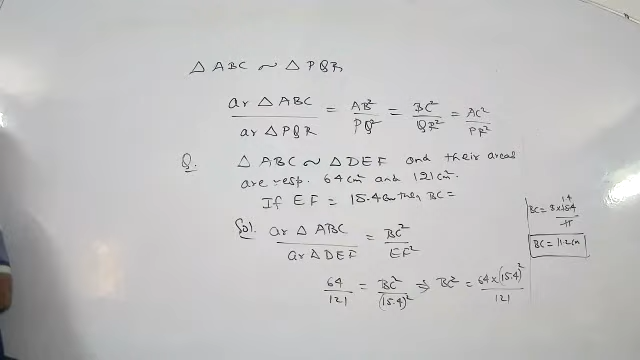 △ ABC ~ △ PQR
ar △ ABC / ar △ PQR = AB² / PQ² = BC² / QR² = AC² / PR²
Q. △ ABC ~ △ DEF and their areas
are resp. 64 cm² and 121 cm².
If EF = 15.4 cm then BC =
Sol. ar △ ABC / ar △ DEF = BC² / EF²
64 / 121 = BC² / (15.4)² ⇒ BC² = 64 × (15.4)² / 121
BC = 8 × 15.4 / 11
1.4
BC = 11.2 cm